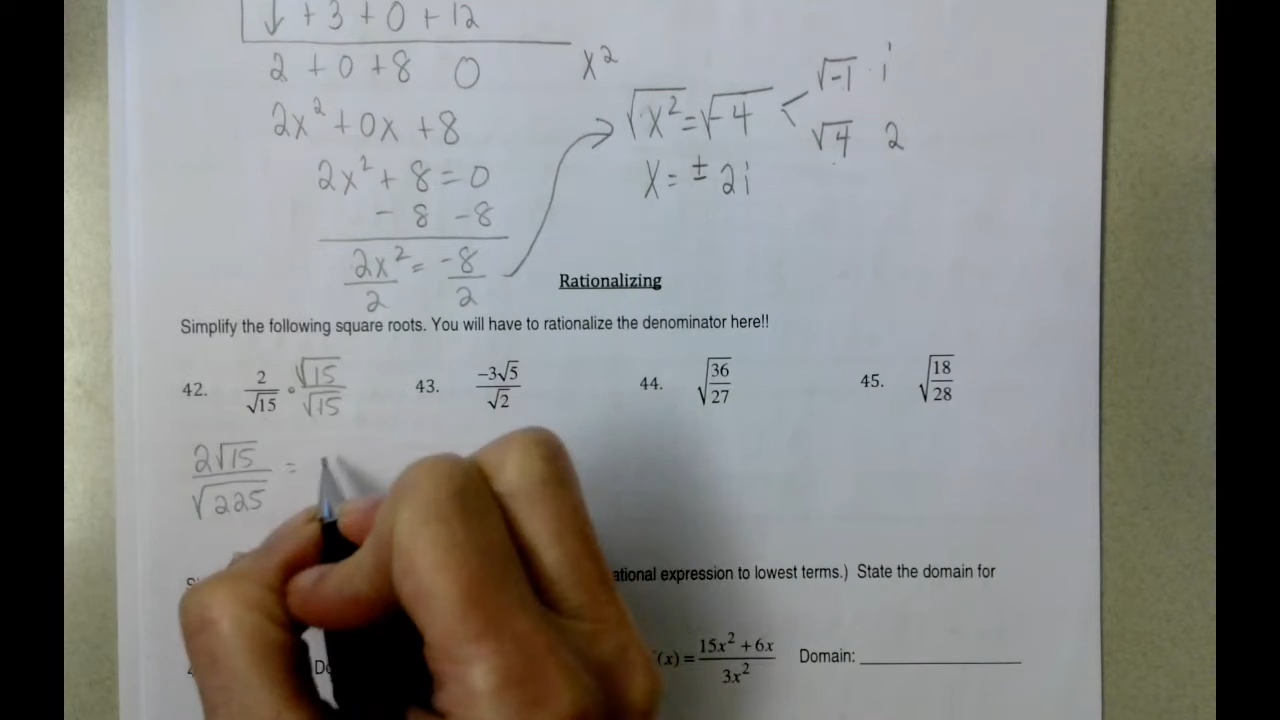 ↓ + 3 + 0 + 12
2 + 0 + 8 0
x²
2x² + 0x + 8
√x² = √-4 < √-1 i
√4 2
2x² + 8 = 0
x = ± 2i
- 8 - 8
2x²/2 = -8/2
Rationalizing
Simplify the following square roots. You will have to rationalize the denominator here!!
42. 2/√15 • √15/√15 43. -3√5/√2 44. √(36/27) 45. √(18/28)
2√15/√225 =
ational expression to lowest terms.) State the domain for
(x) = (15x² + 6x)/(3x²) Domain: